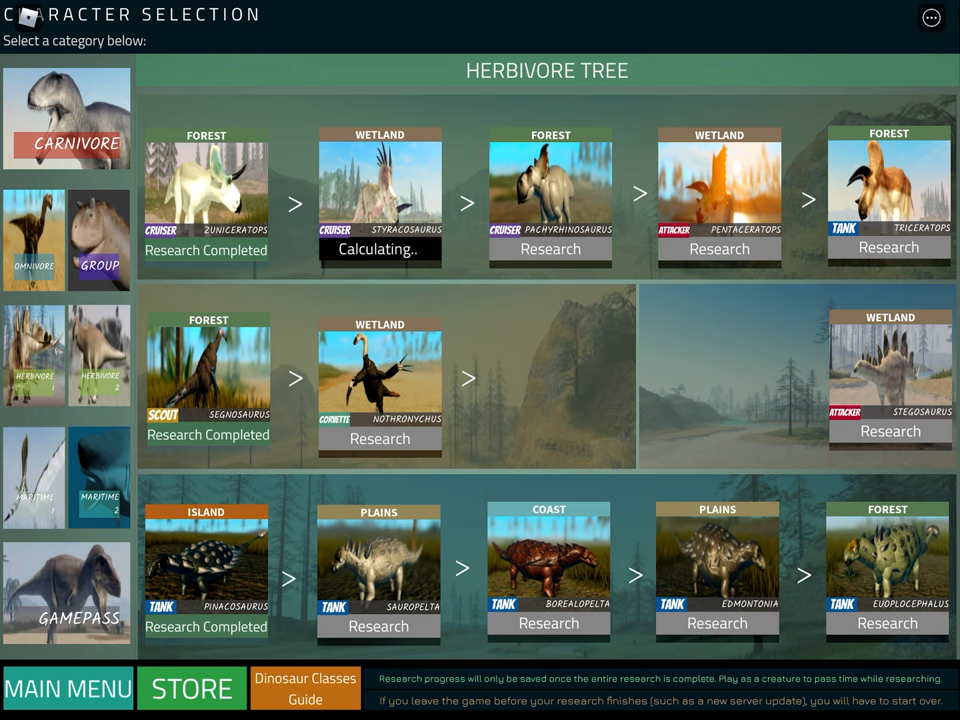 CHARACTER SELECTION
Select a category below:
HERBIVORE TREE
CARNIVORE
OMNIVORE
GROUP
HERBIVORE 1
HERBIVORE 2
MARITIME 1
MARITIME 2
GAMEPASS
FOREST
CRUISER ZUNICERATOPS
Research Completed
>
WETLAND
CRUISER STYRACOSAURUS
Calculating..
>
FOREST
CRUISER PACHYRHINOSAURUS
Research
>
WETLAND
ATTACKER PENTACERATOPS
Research
>
FOREST
TANK TRICERATOPS
Research
FOREST
SCOUT SEGNOSAURUS
Research Completed
>
WETLAND
CORVETTE NOTHRONYCHUS
Research
>
WETLAND
ATTACKER STEGOSAURUS
Research
ISLAND
TANK PINACOSAURUS
Research Completed
>
PLAINS
TANK SAUROPELTA
Research
>
COAST
TANK BOREALOPELTA
Research
>
PLAINS
TANK EDMONTONIA
Research
>
FOREST
TANK EUOPLOCEPHALUS
Research
MAIN MENU
STORE
Dinosaur Classes
Guide
Research progress will only be saved once the entire research is complete. Play as a creature to pass time while researching.
If you leave the game before your research finishes (such as a new server update), you will have to start over.